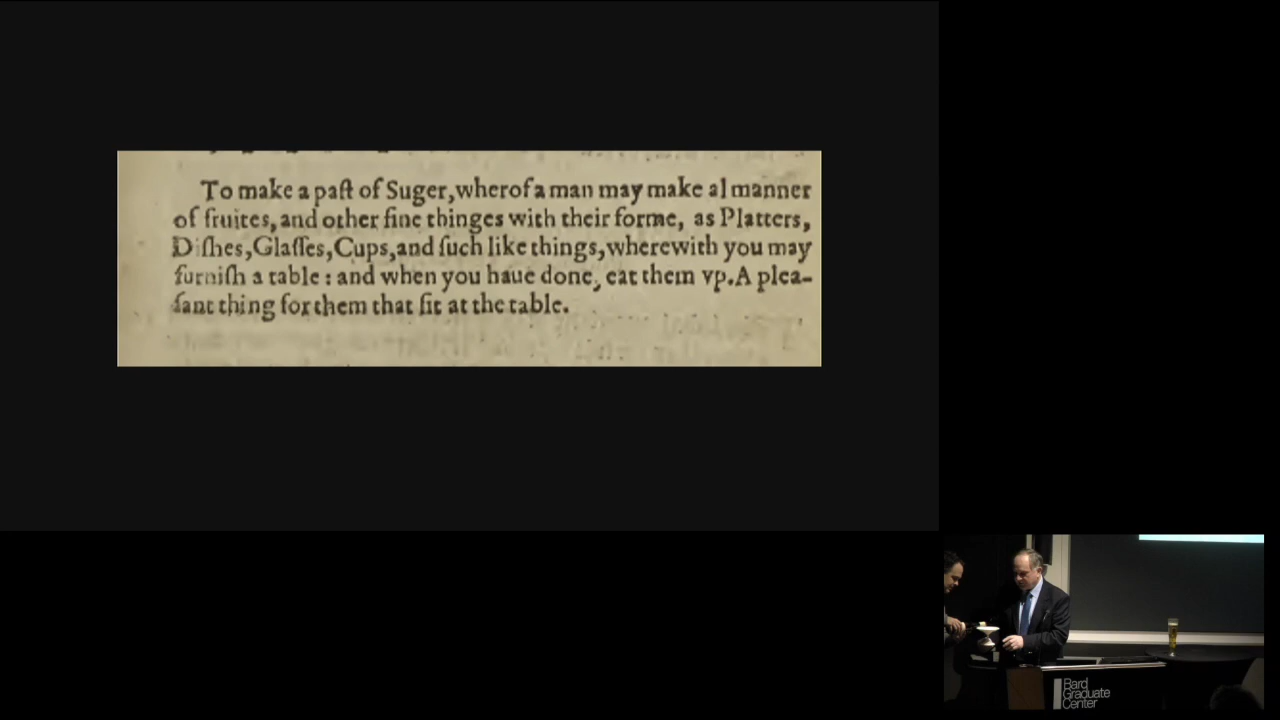 To make a paſt of Suger,wherof a man may make al manner
of fruites, and other fine thinges with their forme, as Platters,
Diſhes,Glaſſes,Cups,and ſuch like things,wherewith you may
furniſh a table : and when you haue done, eat them vp.A plea-
ſant thing for them that ſit at the table.
Bard
Graduate
Center